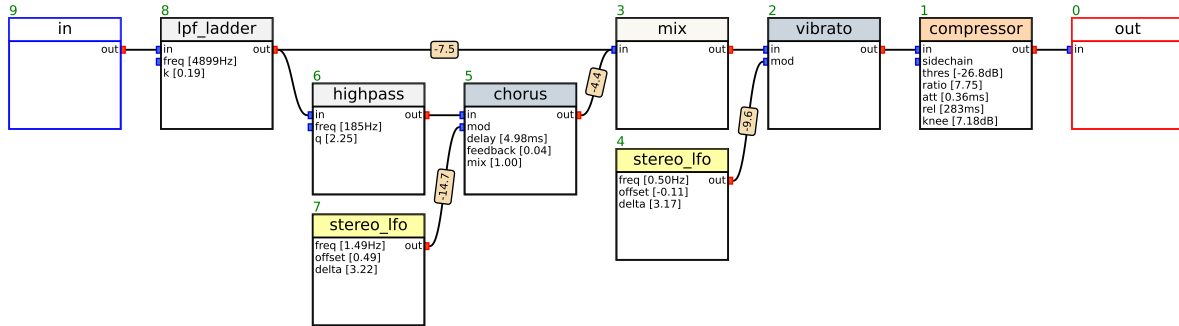 9
in
out
8
lpf_ladder
in
out
freq [4899Hz]
k [0.19]
-7.5
6
highpass
in
out
freq [185Hz]
q [2.25]
5
chorus
in
out
mod
delay [4.98ms]
feedback [0.04]
mix [1.00]
-4.4
-14.7
7
stereo_lfo
freq [1.49Hz]
out
offset [0.49]
delta [3.22]
3
mix
in
out
4
stereo_lfo
freq [0.50Hz]
out
offset [-0.11]
delta [3.17]
-9.6
2
vibrato
in
out
mod
1
compressor
in
out
sidechain
thres [-26.8dB]
ratio [7.75]
att [0.36ms]
rel [283ms]
knee [7.18dB]
0
out
in